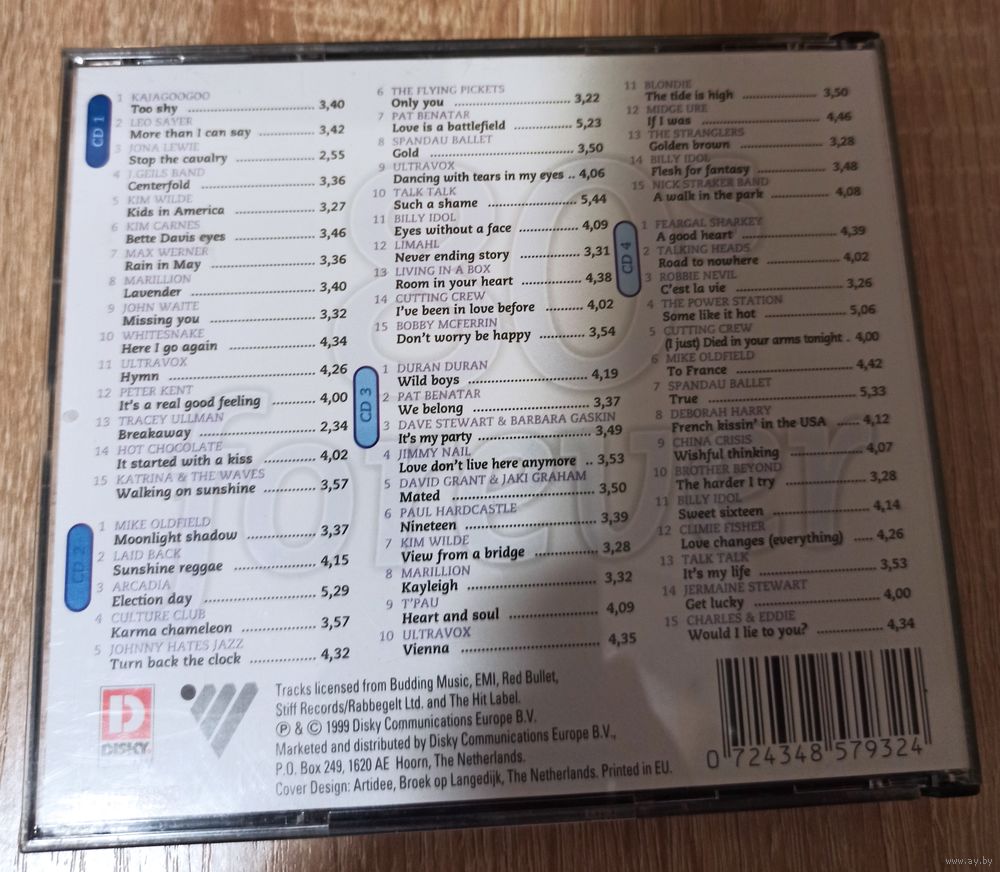 CD 1
1 KAJAGOOGOO
Too shy 3,40
2 LEO SAYER
More than I can say 3,42
3 JONA LEWIE
Stop the cavalry 2,55
4 J.GEILS BAND
Centerfold 3,36
5 KIM WILDE
Kids in America 3,27
6 KIM CARNES
Bette Davis eyes 3,46
7 MAX WERNER
Rain in May 3,36
8 MARILLION
Lavender 3,40
9 JOHN WAITE
Missing you 3,32
10 WHITESNAKE
Here I go again 4,34
11 ULTRAVOX
Hymn 4,26
12 PETER KENT
It's a real good feeling 4,00
13 TRACEY ULLMAN
Breakaway 2,34
14 HOT CHOCOLATE
It started with a kiss 4,02
15 KATRINA & THE WAVES
Walking on sunshine 3,57
CD 2
1 MIKE OLDFIELD
Moonlight shadow 3,37
2 LAID BACK
Sunshine reggae 4,15
3 ARCADIA
Election day 5,29
4 CULTURE CLUB
Karma chameleon 3,57
5 JOHNNY HATES JAZZ
Turn back the clock 4,32
6 THE FLYING PICKETS
Only you 3,22
7 PAT BENATAR
Love is a battlefield 5,23
8 SPANDAU BALLET
Gold 3,50
9 ULTRAVOX
Dancing with tears in my eyes .. 4,06
10 TALK TALK
Such a shame 5,44
11 BILLY IDOL
Eyes without a face 4,09
12 LIMAHL
Never ending story 3,31
13 LIVING IN A BOX
Room in your heart 4,38
14 CUTTING CREW
I've been in love before 4,02
15 BOBBY MCFERRIN
Don't worry be happy 3,54
CD 3
1 DURAN DURAN
Wild boys 4,19
2 PAT BENATAR
We belong 3,37
3 DAVE STEWART & BARBARA GASKIN
It's my party 3,49
4 JIMMY NAIL
Love don't live here anymore .. 3,53
5 DAVID GRANT & JAKI GRAHAM
Mated 3,50
6 PAUL HARDCASTLE
Nineteen 3,39
7 KIM WILDE
View from a bridge 3,28
8 MARILLION
Kayleigh 3,32
9 T'PAU
Heart and soul 4,09
10 ULTRAVOX
Vienna 4,35
11 BLONDIE
The tide is high 3,50
12 MIDGE URE
If I was 4,46
13 THE STRANGLERS
Golden brown 3,28
14 BILLY IDOL
Flesh for fantasy 3,48
15 NICK STRAKER BAND
A walk in the park 4,08
CD 4
1 FEARGAL SHARKEY
A good heart 4,39
2 TALKING HEADS
Road to nowhere 4,02
3 ROBBIE NEVIL
C'est la vie 3,26
4 THE POWER STATION
Some like it hot 5,06
5 CUTTING CREW
(I just) Died in your arms tonight . 4,00
6 MIKE OLDFIELD
To France 4,42
7 SPANDAU BALLET
True 5,33
8 DEBORAH HARRY
French kissin' in the USA 4,12
9 CHINA CRISIS
Wishful thinking 4,07
10 BROTHER BEYOND
The harder I try 3,28
11 BILLY IDOL
Sweet sixteen 4,14
12 CLIMIE FISHER
Love changes (everything) 4,26
13 TALK TALK
It's my life 3,53
14 JERMAINE STEWART
Get lucky 4,00
15 CHARLES & EDDIE
Would I lie to you? 4,34
80's
forever
DISKY
Tracks licensed from Budding Music, EMI, Red Bullet,
Stiff Records/Rabbegelt Ltd. and The Hit Label.
℗ & © 1999 Disky Communications Europe B.V.
Marketed and distributed by Disky Communications Europe B.V.,
P.O. Box 249, 1620 AE Hoorn, The Netherlands.
Cover Design: Artidee, Broek op Langedijk, The Netherlands. Printed in EU.
0 724348 579324
www.ay.by